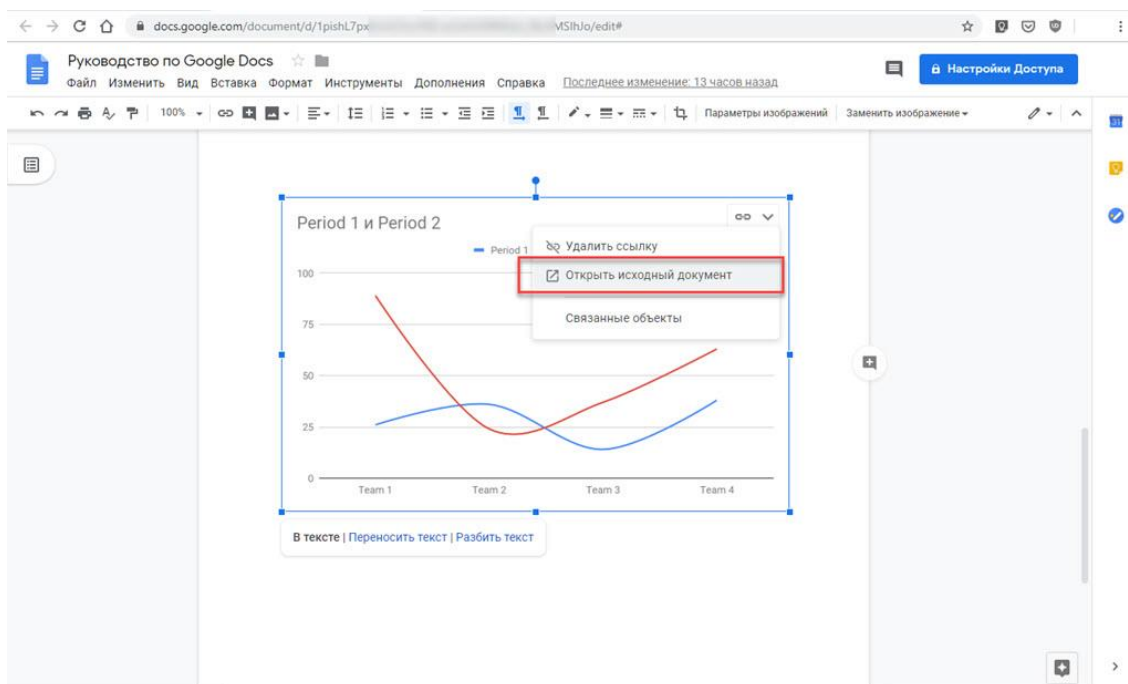 docs.google.com/document/d/1pishL7px MSIhJo/edit#
Руководство по Google Docs
Файл Изменить Вид Вставка Формат Инструменты Дополнения Справка Последнее изменение: 13 часов назад
Настройки Доступа
100% Параметры изображений Заменить изображение
31
Period 1 и Period 2
Period 1
Удалить ссылку
Открыть исходный документ
Связанные объекты
100
75
50
25
0
Team 1 Team 2 Team 3 Team 4
В тексте | Переносить текст | Разбить текст